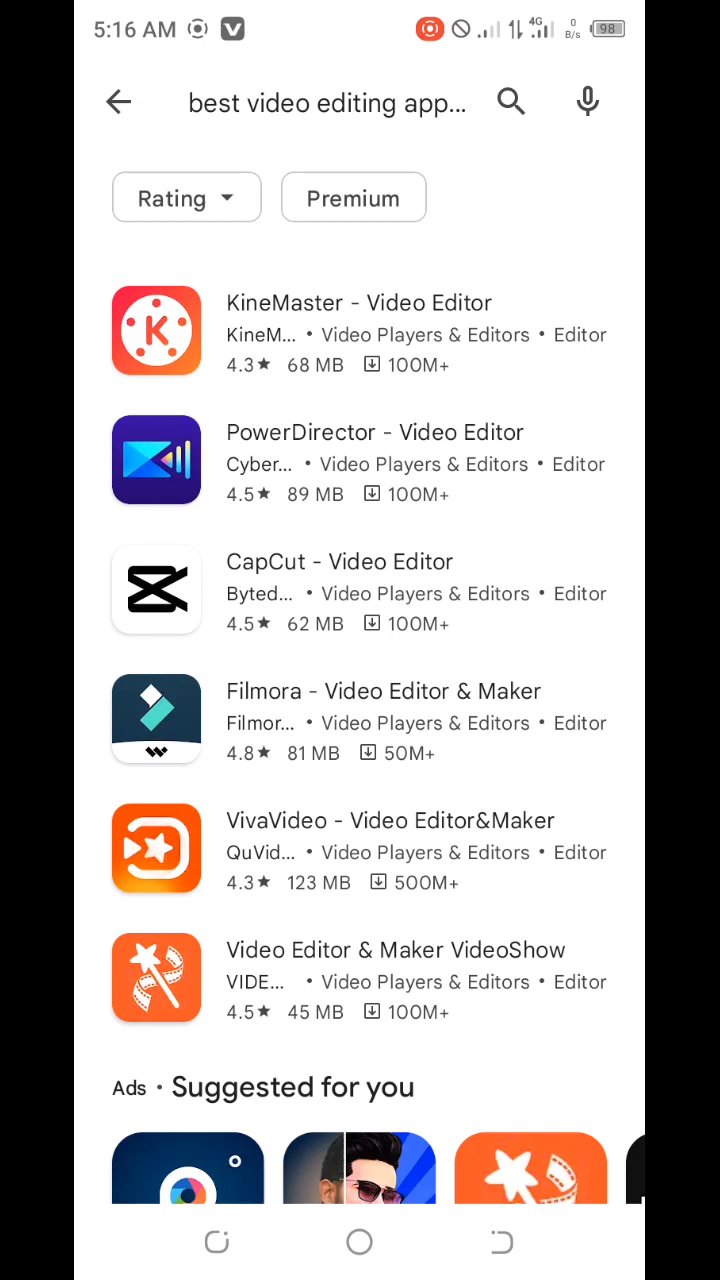 5:16 AM 4G 0 B/s 98
best video editing app...
Rating Premium
KineMaster - Video Editor
KineM... • Video Players & Editors • Editor
4.3★ 68 MB 100M+
PowerDirector - Video Editor
Cyber... • Video Players & Editors • Editor
4.5★ 89 MB 100M+
CapCut - Video Editor
Byted... • Video Players & Editors • Editor
4.5★ 62 MB 100M+
Filmora - Video Editor & Maker
Filmor... • Video Players & Editors • Editor
4.8★ 81 MB 50M+
VivaVideo - Video Editor&Maker
QuVid... • Video Players & Editors • Editor
4.3★ 123 MB 500M+
Video Editor & Maker VideoShow
VIDE... • Video Players & Editors • Editor
4.5★ 45 MB 100M+
Ads • Suggested for you